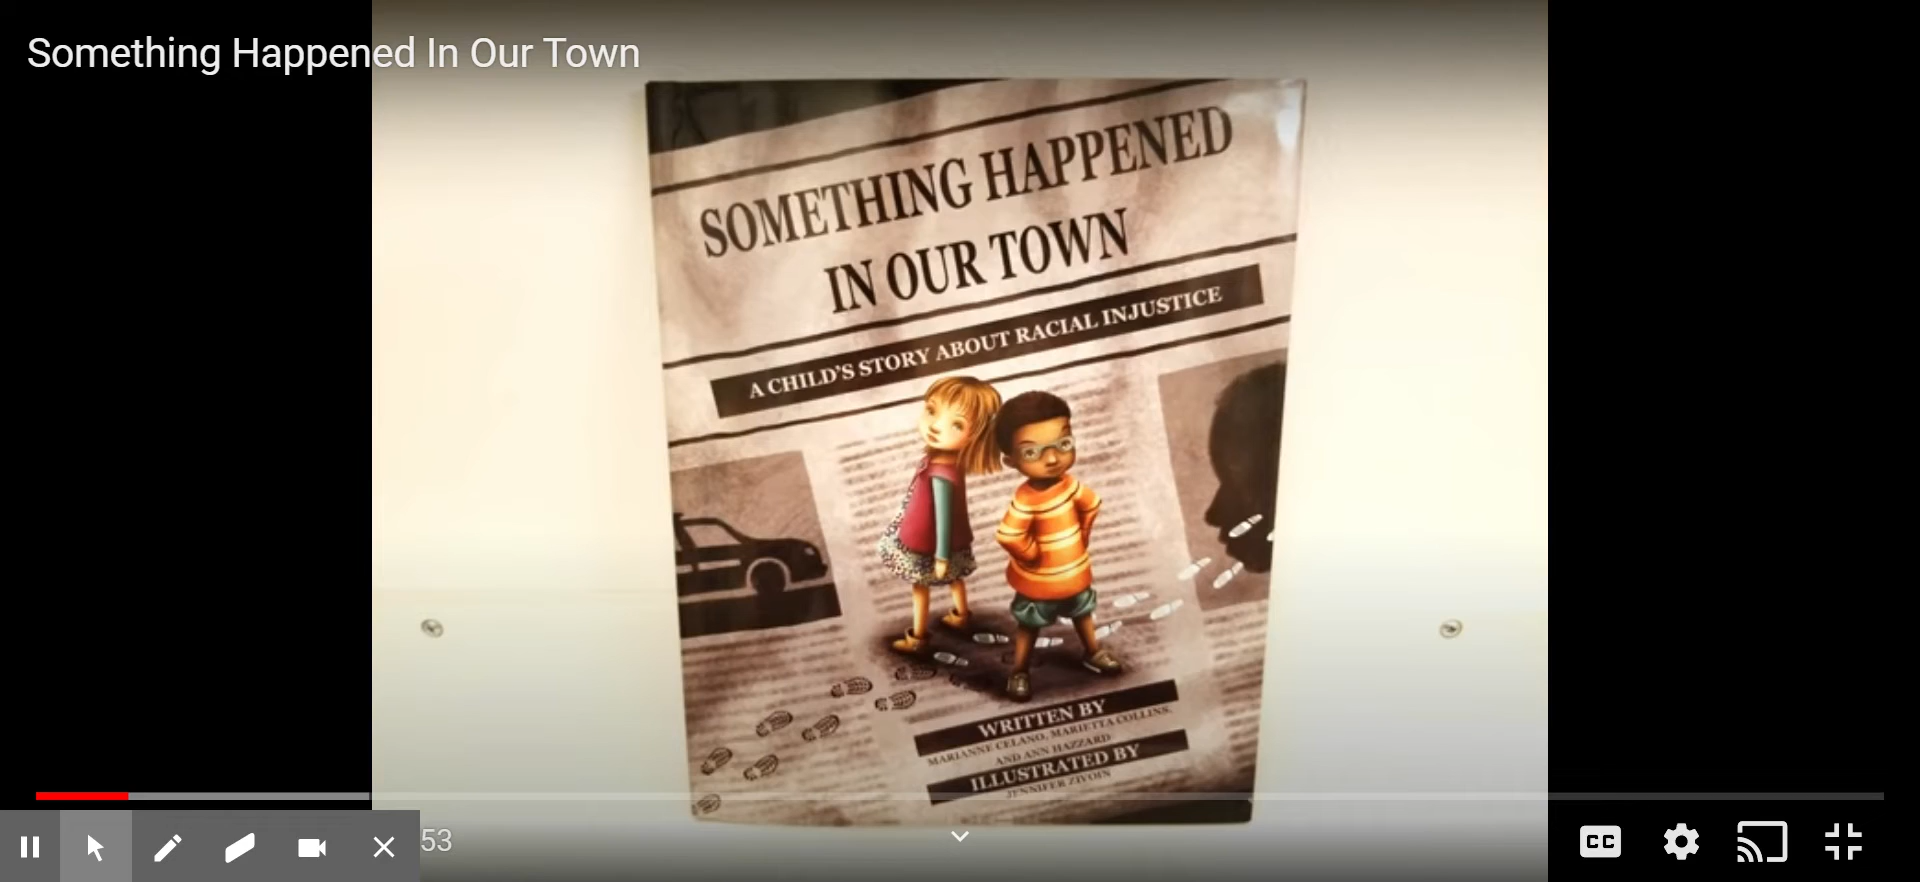 Something Happened In Our Town
SOMETHING HAPPENED
IN OUR TOWN
A CHILD'S STORY ABOUT RACIAL INJUSTICE
WRITTEN BY
MARIANNE CELANO, MARIETTA COLLINS,
AND ANN HAZZARD
ILLUSTRATED BY
JENNIFER ZIVOIN
53
CC